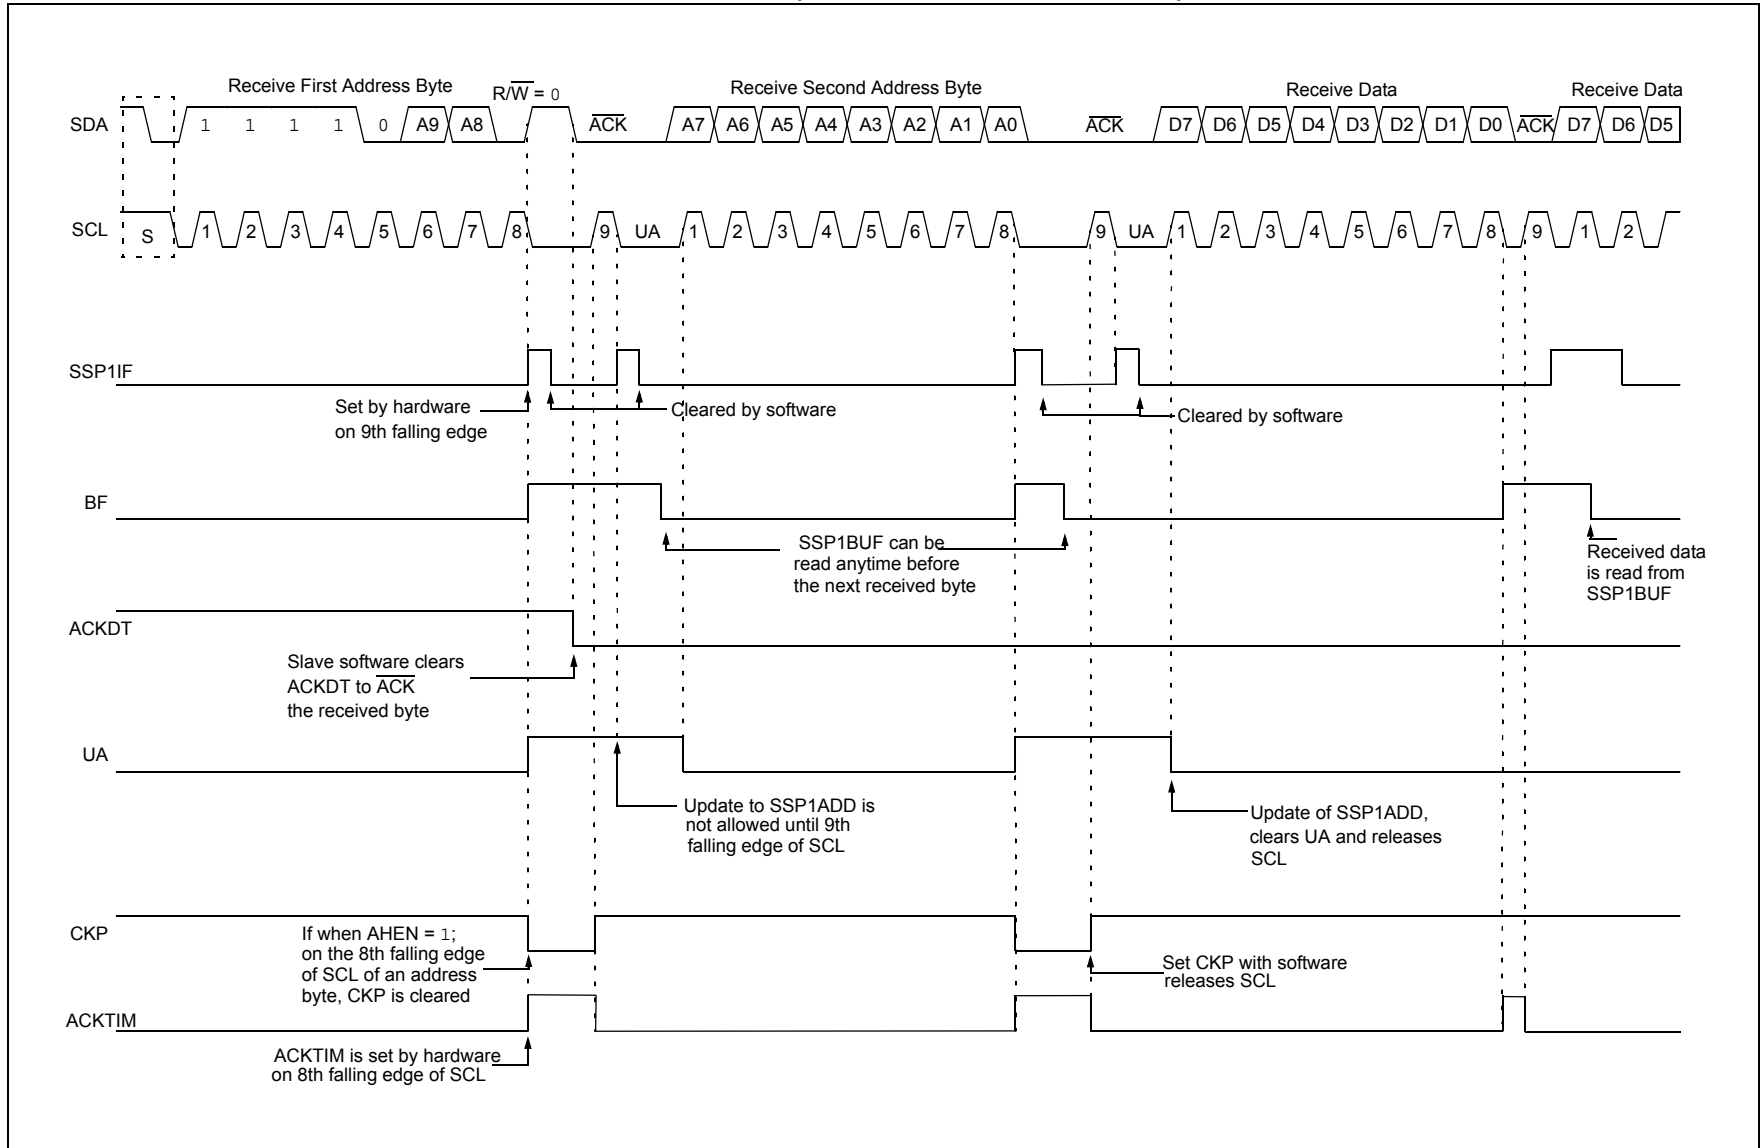 Receive First Address Byte
R/W = 0
Receive Second Address Byte
Receive Data
Receive Data
SDA
1 1 1 1 0 A9 A8 ACK A7 A6 A5 A4 A3 A2 A1 A0 ACK D7 D6 D5 D4 D3 D2 D1 D0 ACK D7 D6 D5
SCL
S 1 2 3 4 5 6 7 8 9 UA 1 2 3 4 5 6 7 8 9 UA 1 2 3 4 5 6 7 8 9 1 2
SSP1IF
Set by hardware
on 9th falling edge
Cleared by software
Cleared by software
BF
SSP1BUF can be
read anytime before
the next received byte
Received data
is read from
SSP1BUF
ACKDT
Slave software clears
ACKDT to ACK
the received byte
UA
Update to SSP1ADD is
not allowed until 9th
falling edge of SCL
Update of SSP1ADD,
clears UA and releases
SCL
CKP
If when AHEN = 1;
on the 8th falling edge
of SCL of an address
byte, CKP is cleared
Set CKP with software
releases SCL
ACKTIM
ACKTIM is set by hardware
on 8th falling edge of SCL